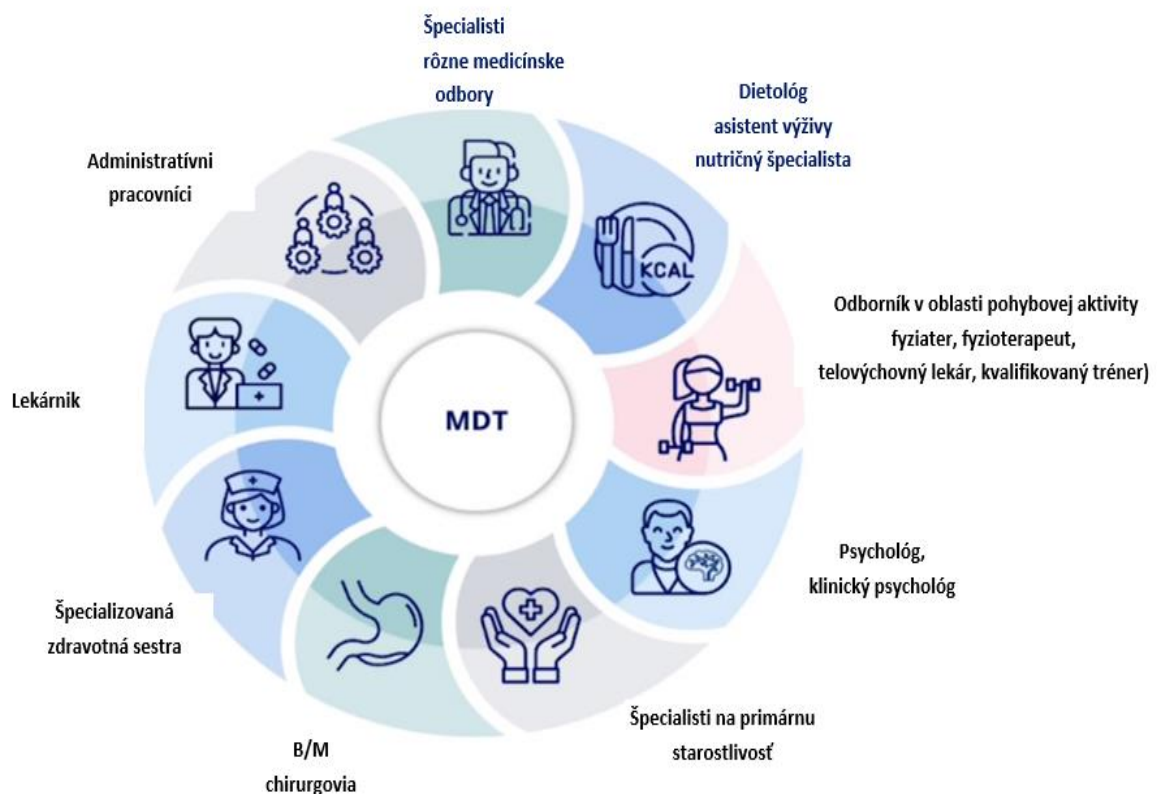 Špecialisti
rôzne medicínske
odbory
Dietológ
asistent výživy
nutričný špecialista
Administratívni
pracovníci
KCAL
Odborník v oblasti pohybovej aktivity
fyziater, fyzioterapeut,
telovýchovný lekár, kvalifikovaný tréner)
Lekárnik
MDT
Psychológ,
klinický psychológ
Špecializovaná
zdravotná sestra
Špecialisti na primárnu
starostlivosť
B/M
chirurgovia